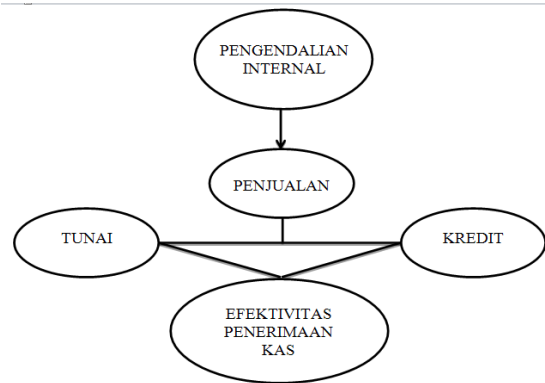 PENGENDALIAN
INTERNAL
PENJUALAN
TUNAI
KREDIT
EFEKTIVITAS
PENERIMAAN
KAS